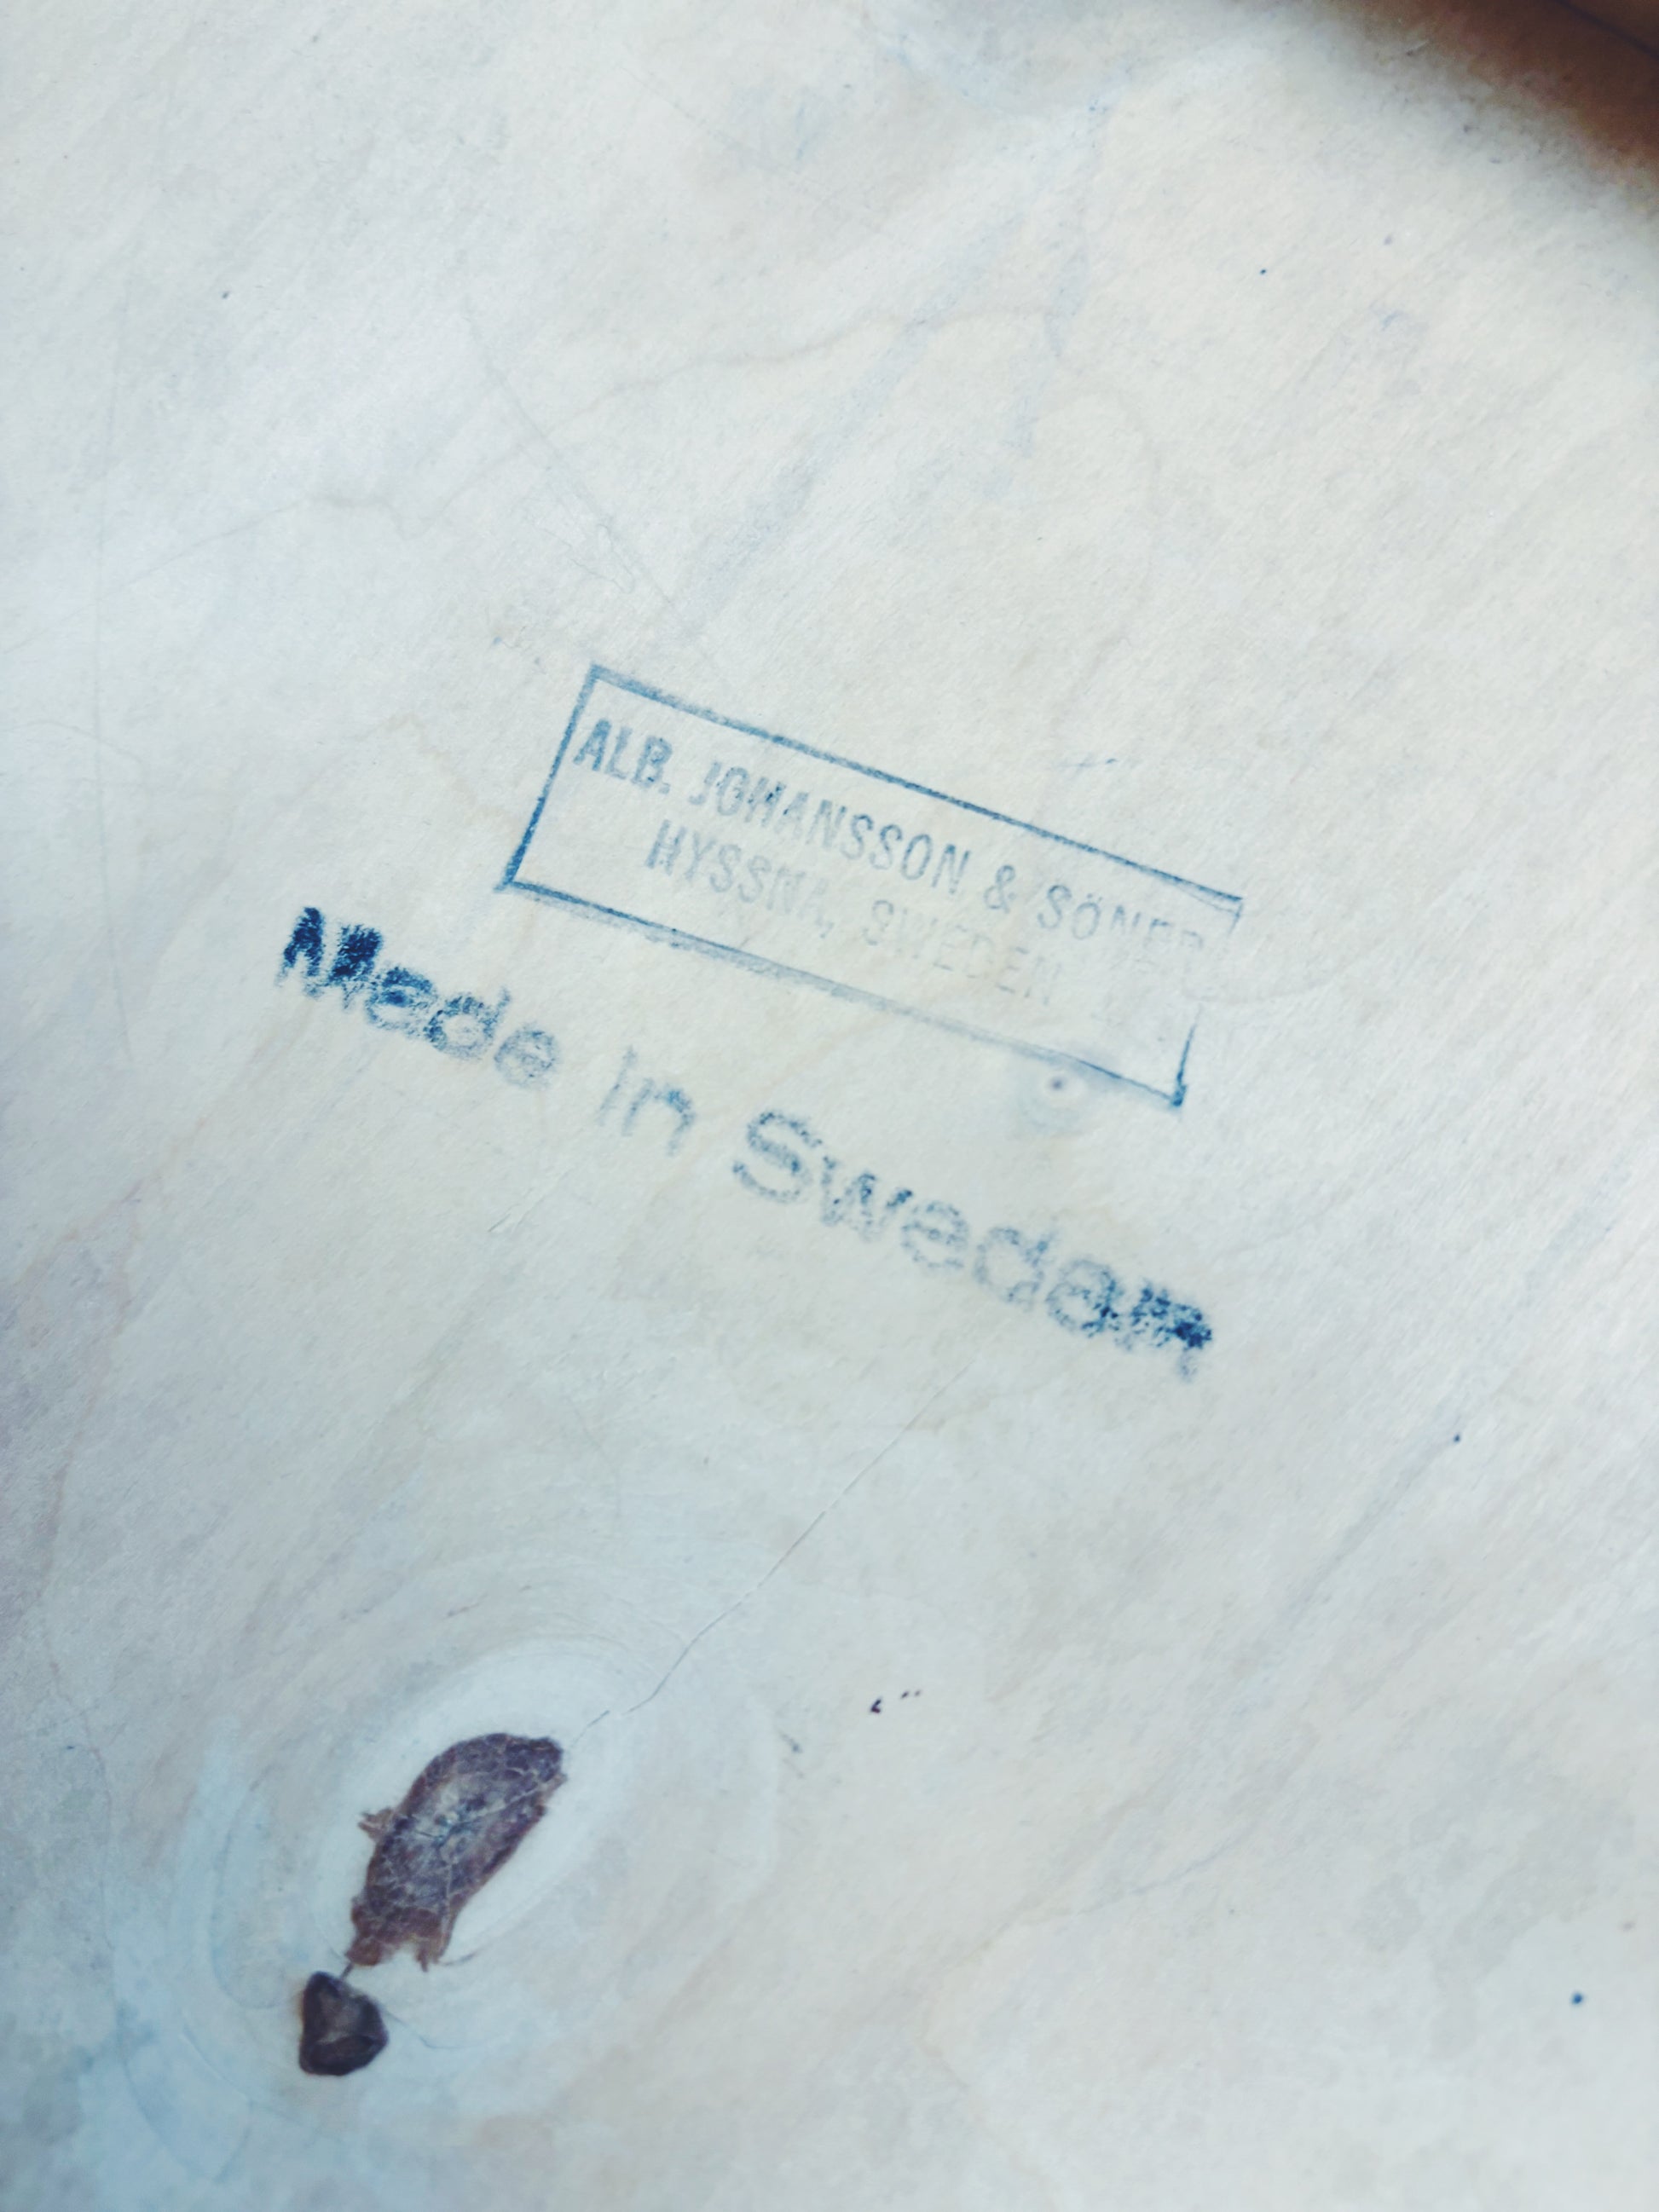 ALB. JOHANSSON & SÖNER
HYSSNA, SWEDEN
Made in Sweden